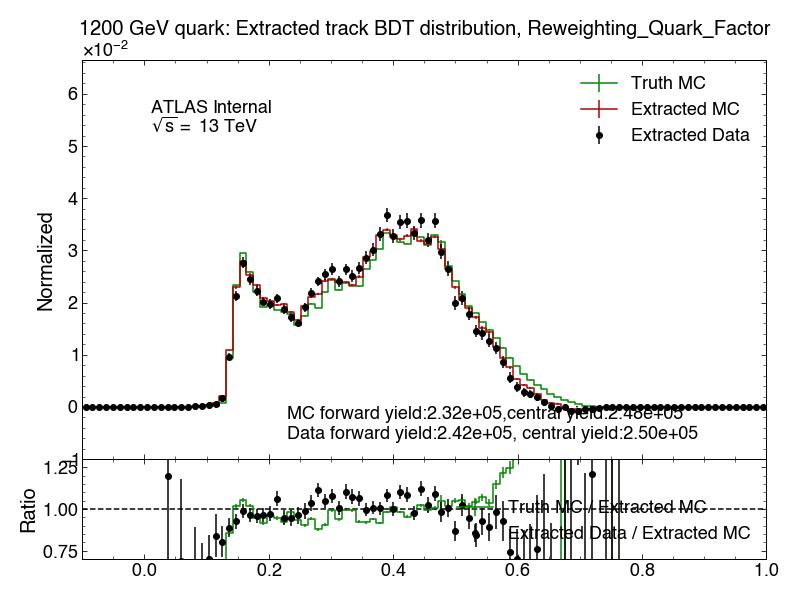 1200 GeV quark: Extracted track BDT distribution, Reweighting_Quark_Factor
×10⁻²
ATLAS Internal
√s = 13 TeV
Truth MC
Extracted MC
Extracted Data
Normalized
6
5
4
3
2
1
0
MC forward yield:2.32e+05,central yield:2.48e+05
Data forward yield:2.42e+05, central yield:2.50e+05
Ratio
1.25
1.00
0.75
Truth MC / Extracted MC
Extracted Data / Extracted MC
0.0 0.2 0.4 0.6 0.8 1.0